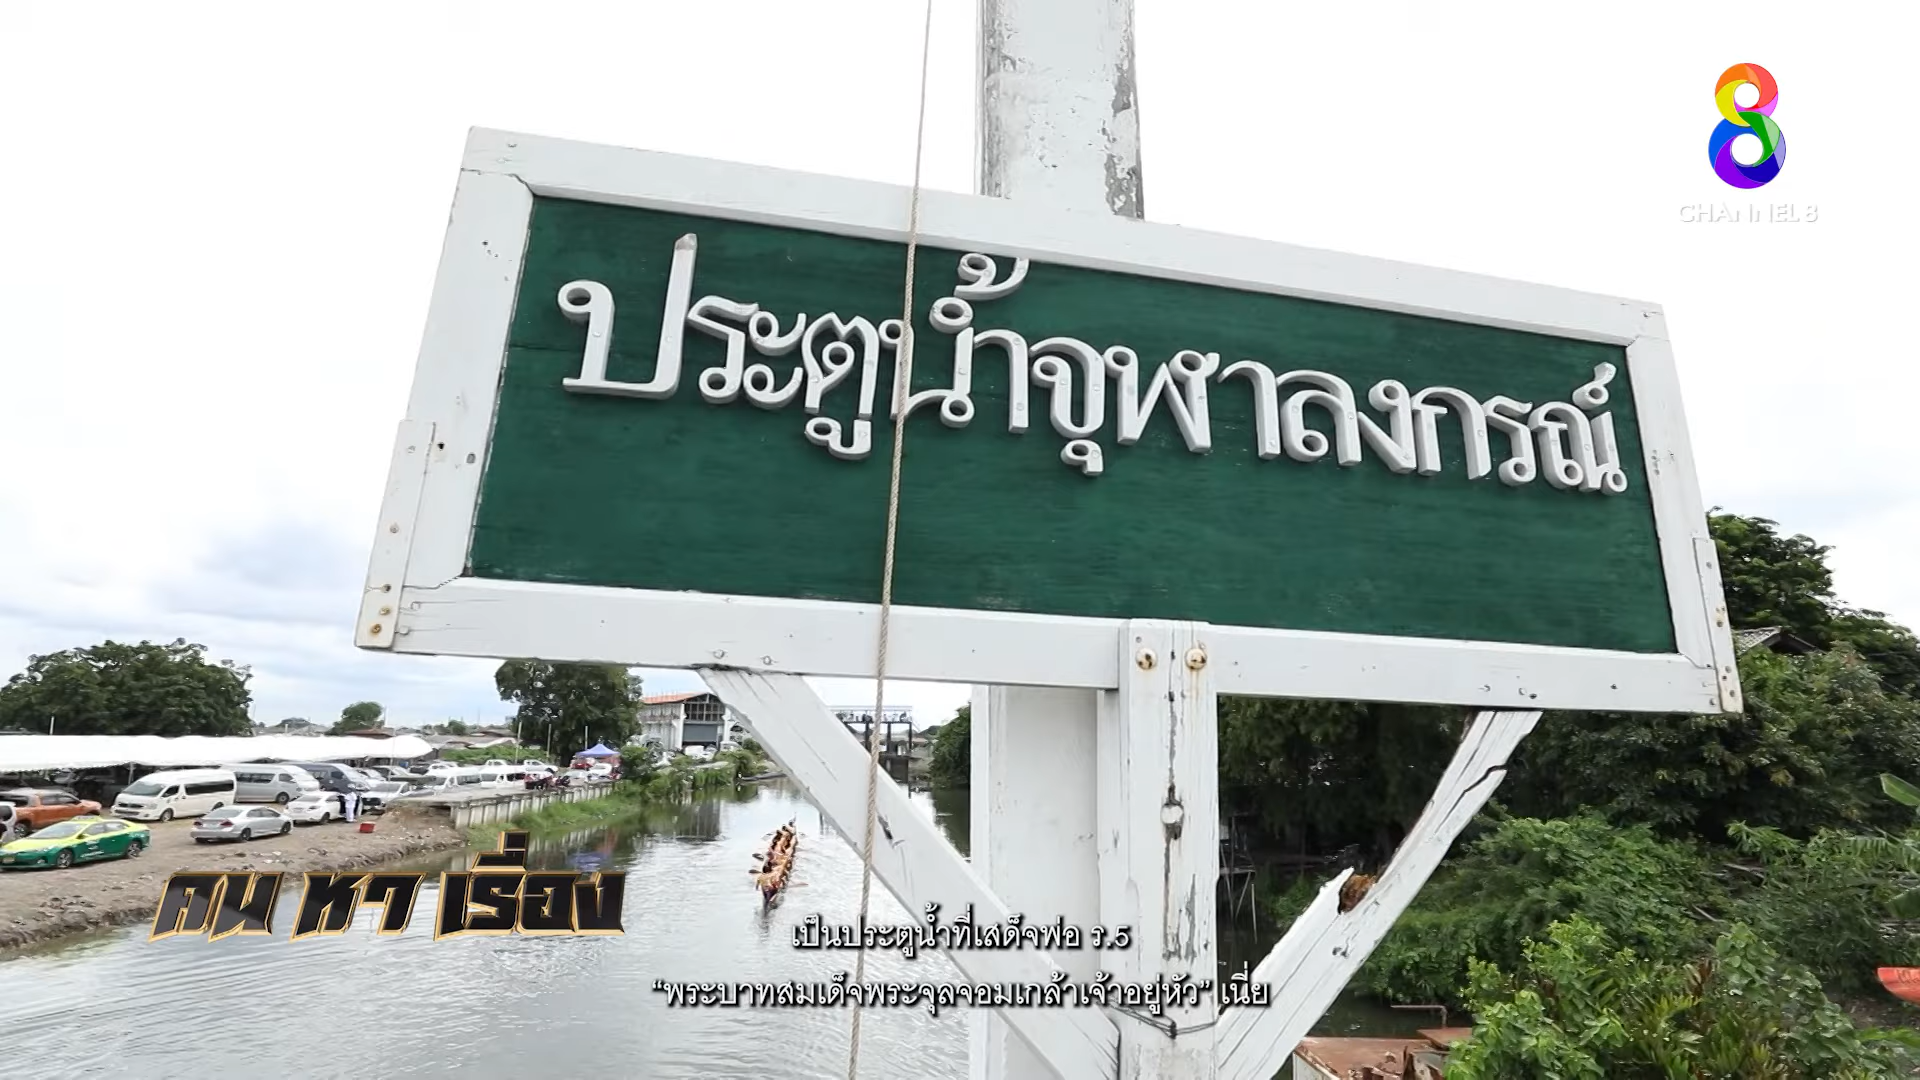 CHANNEL 8
ประตูน้ำจุฬาลงกรณ์
คน หา เรื่อง
เป็นประตูน้ำที่เสด็จพ่อ ร.5
“พระบาทสมเด็จพระจุลจอมเกล้าเจ้าอยู่หัว” เนี่ย